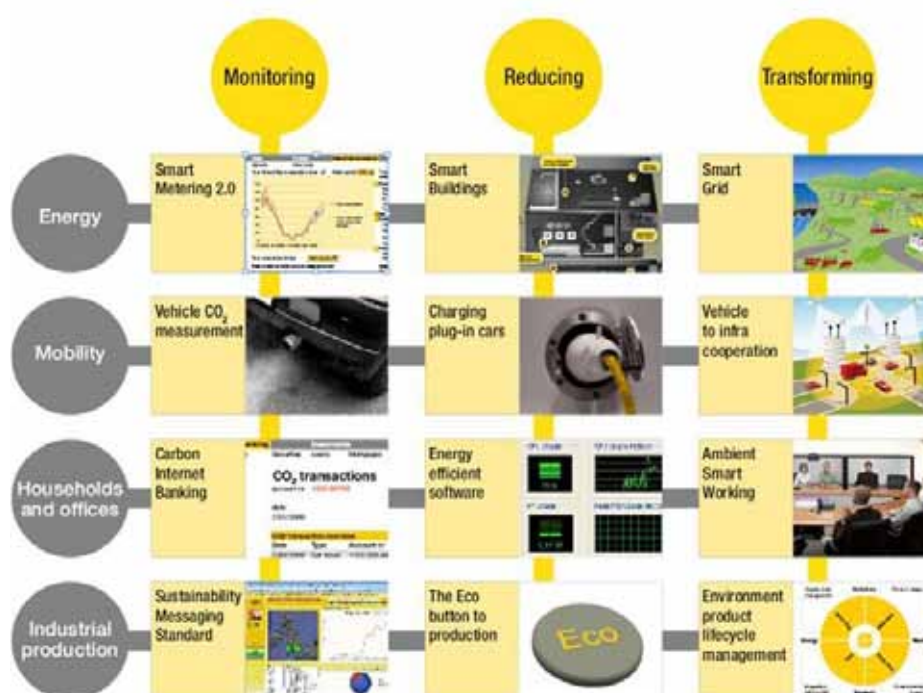 Monitoring
Reducing
Transforming
Energy
Smart
Metering 2.0
Smart
Buildings
Smart
Grid
Mobility
Vehicle CO₂
measurement
Charging
plug-in cars
Vehicle
to infra
cooperation
Households
and offices
Carbon
Internet
Banking
CO₂ transactions
Energy
efficient
software
Ambient
Smart
Working
Industrial
production
Sustainability
Messaging
Standard
The Eco
button to
production
Eco
Environment
product
lifecycle
management